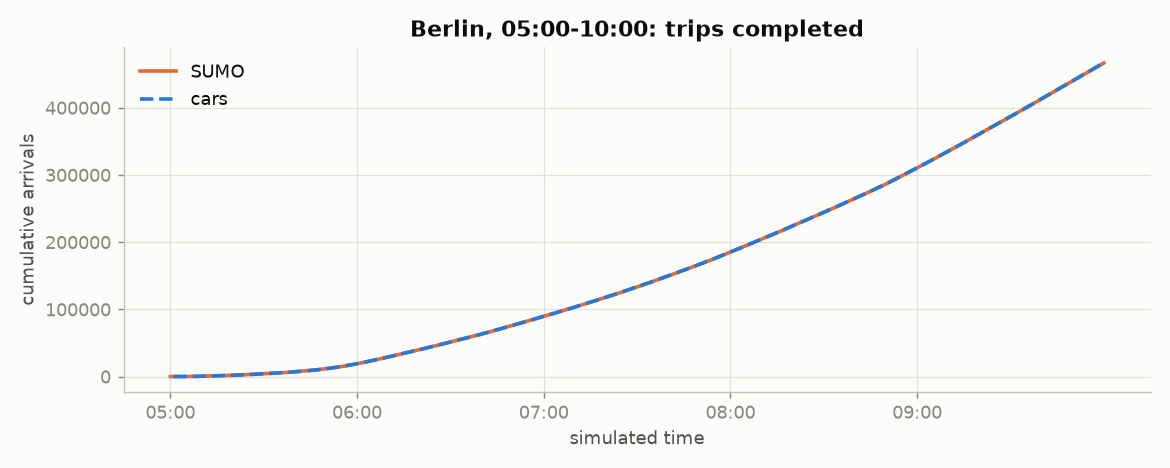 Berlin, 05:00-10:00: trips completed
SUMO
cars
cumulative arrivals
400000
300000
200000
100000
0
05:00 06:00 07:00 08:00 09:00
simulated time